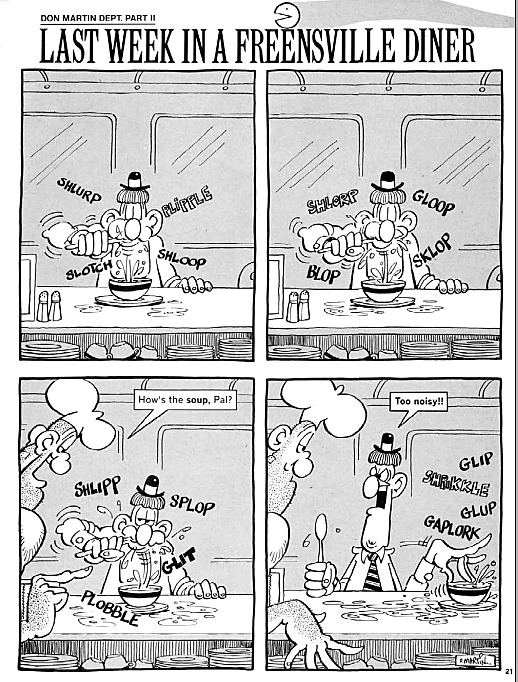 DON MARTIN DEPT. PART II
LAST WEEK IN A FREENSVILLE DINER
SHLURP
FLIFFLE
SLOTCH
SHLOOP
SHLORP
GLOOP
BLOP
SKLOP
How's the soup, Pal?
SHLIPP
SPLOP
GLIT
PLOBBLE
Too noisy!!
GLIP
SHRIKKLE
GLUP
GAPLORK
D. MARTIN
21